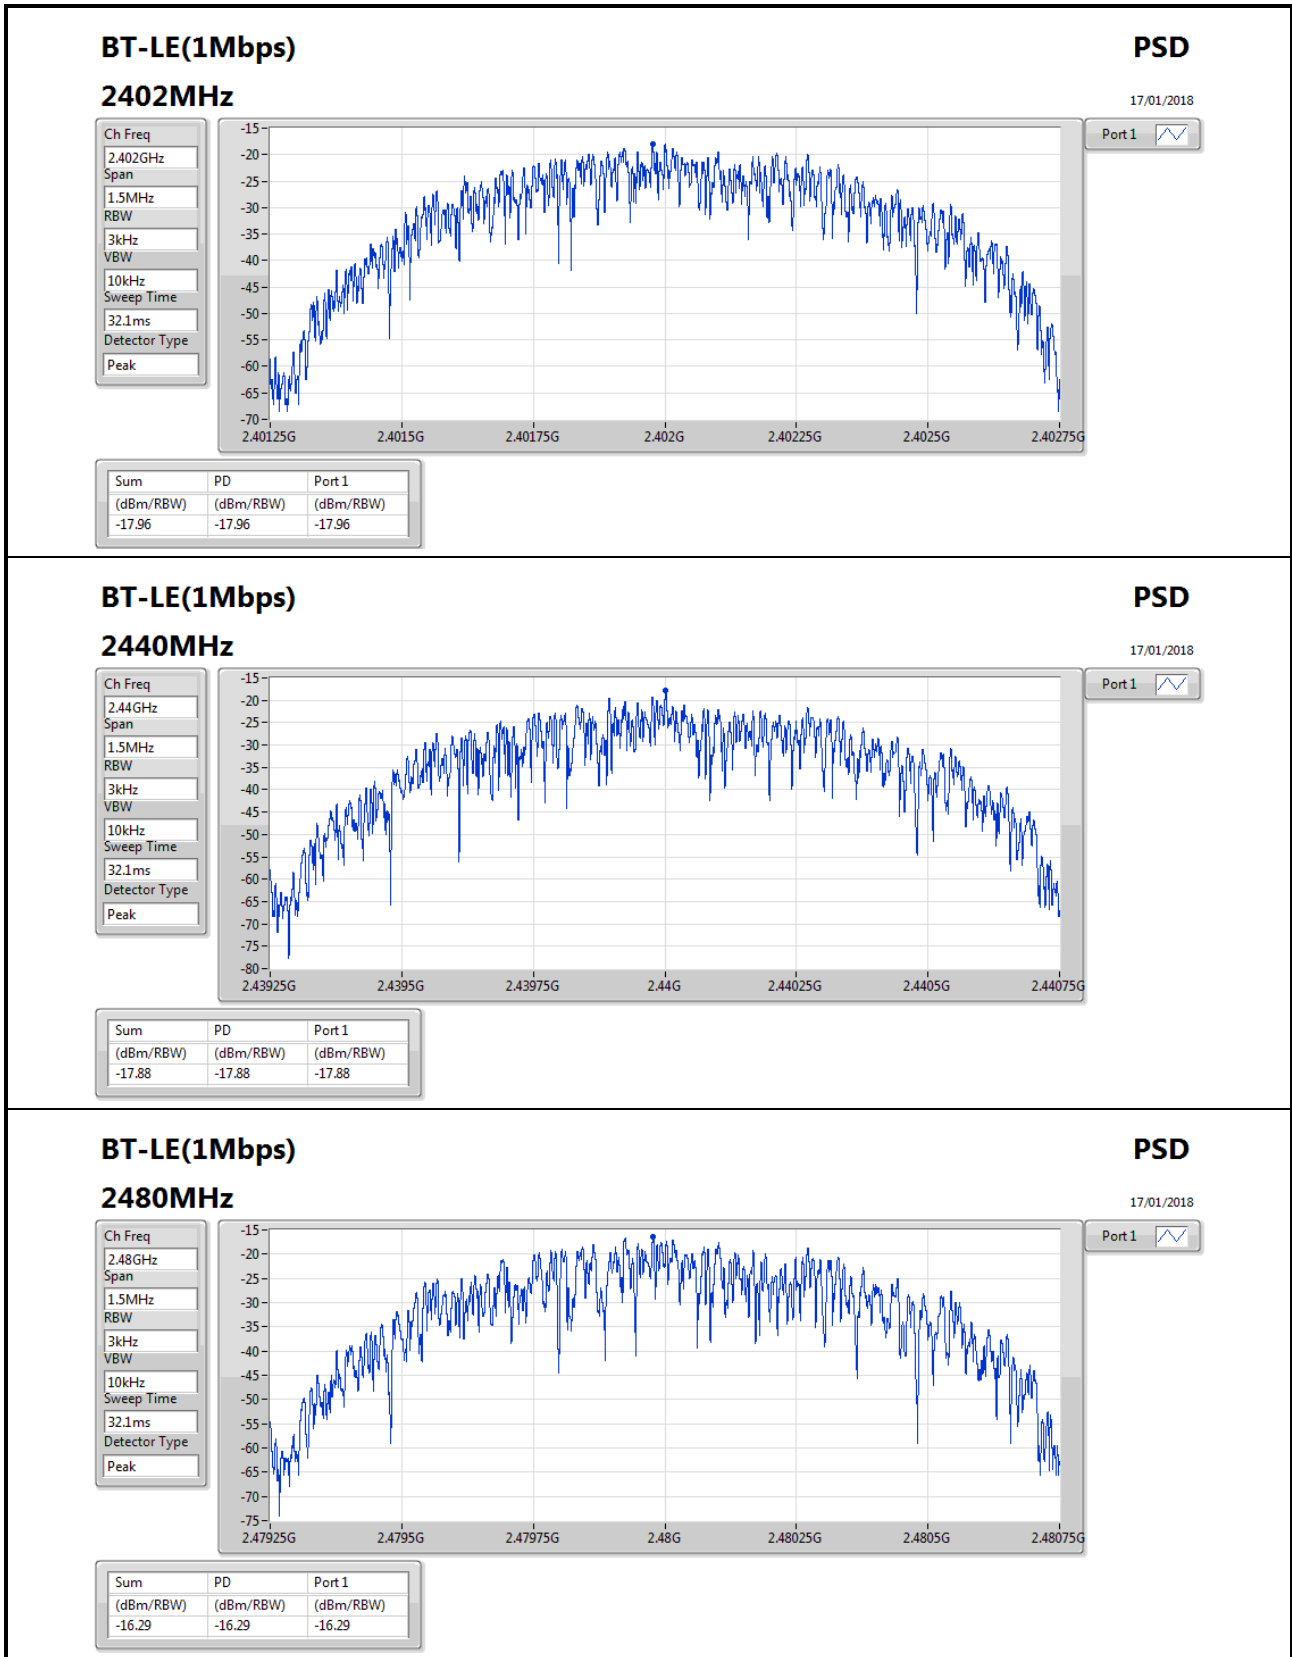 BT-LE(1Mbps) PSD
2402MHz 17/01/2018
Ch Freq
2.402GHz
Span
1.5MHz
RBW
3kHz
VBW
10kHz
Sweep Time
32.1ms
Detector Type
Peak
-15
-20
-25
-30
-35
-40
-45
-50
-55
-60
-65
-70
2.40125G 2.4015G 2.40175G 2.402G 2.40225G 2.4025G 2.40275G
Port 1
Sum PD Port 1
(dBm/RBW) (dBm/RBW) (dBm/RBW)
-17.96 -17.96 -17.96
BT-LE(1Mbps) PSD
2440MHz 17/01/2018
Ch Freq
2.44GHz
Span
1.5MHz
RBW
3kHz
VBW
10kHz
Sweep Time
32.1ms
Detector Type
Peak
-15
-20
-25
-30
-35
-40
-45
-50
-55
-60
-65
-70
-75
-80
2.43925G 2.4395G 2.43975G 2.44G 2.44025G 2.4405G 2.44075G
Port 1
Sum PD Port 1
(dBm/RBW) (dBm/RBW) (dBm/RBW)
-17.88 -17.88 -17.88
BT-LE(1Mbps) PSD
2480MHz 17/01/2018
Ch Freq
2.48GHz
Span
1.5MHz
RBW
3kHz
VBW
10kHz
Sweep Time
32.1ms
Detector Type
Peak
-15
-20
-25
-30
-35
-40
-45
-50
-55
-60
-65
-70
-75
2.47925G 2.4795G 2.47975G 2.48G 2.48025G 2.4805G 2.48075G
Port 1
Sum PD Port 1
(dBm/RBW) (dBm/RBW) (dBm/RBW)
-16.29 -16.29 -16.29